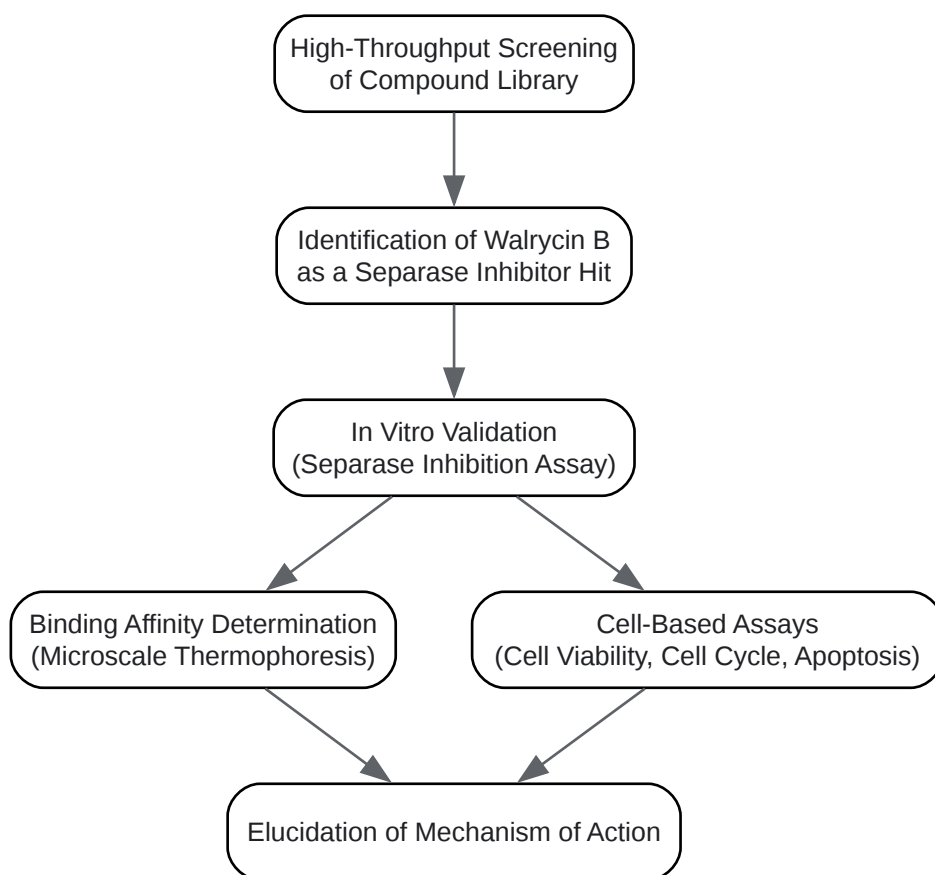 High-Throughput Screening
of Compound Library
Identification of Walrycin B
as a Separase Inhibitor Hit
In Vitro Validation
(Separase Inhibition Assay)
Binding Affinity Determination
(Microscale Thermophoresis)
Cell-Based Assays
(Cell Viability, Cell Cycle, Apoptosis)
Elucidation of Mechanism of Action